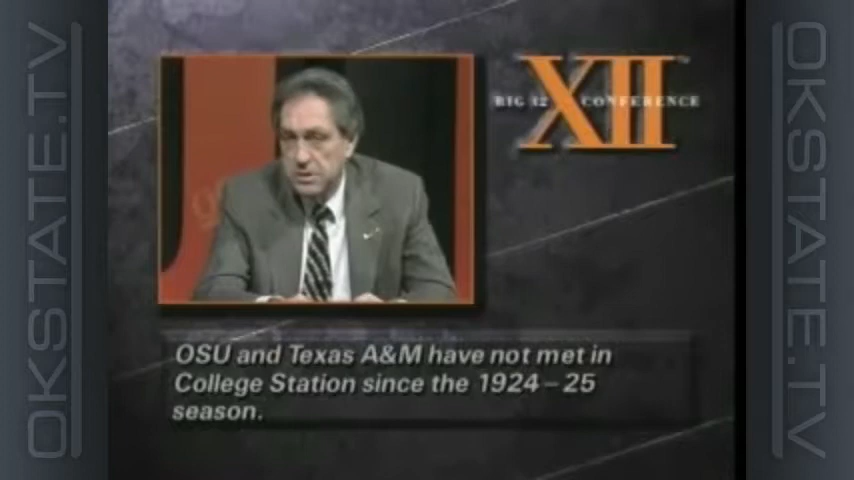 OKSTATE.TV
XII
BIG 12 CONFERENCE
OSU and Texas A&M have not met in
College Station since the 1924 – 25
season.
OKSTATE.TV